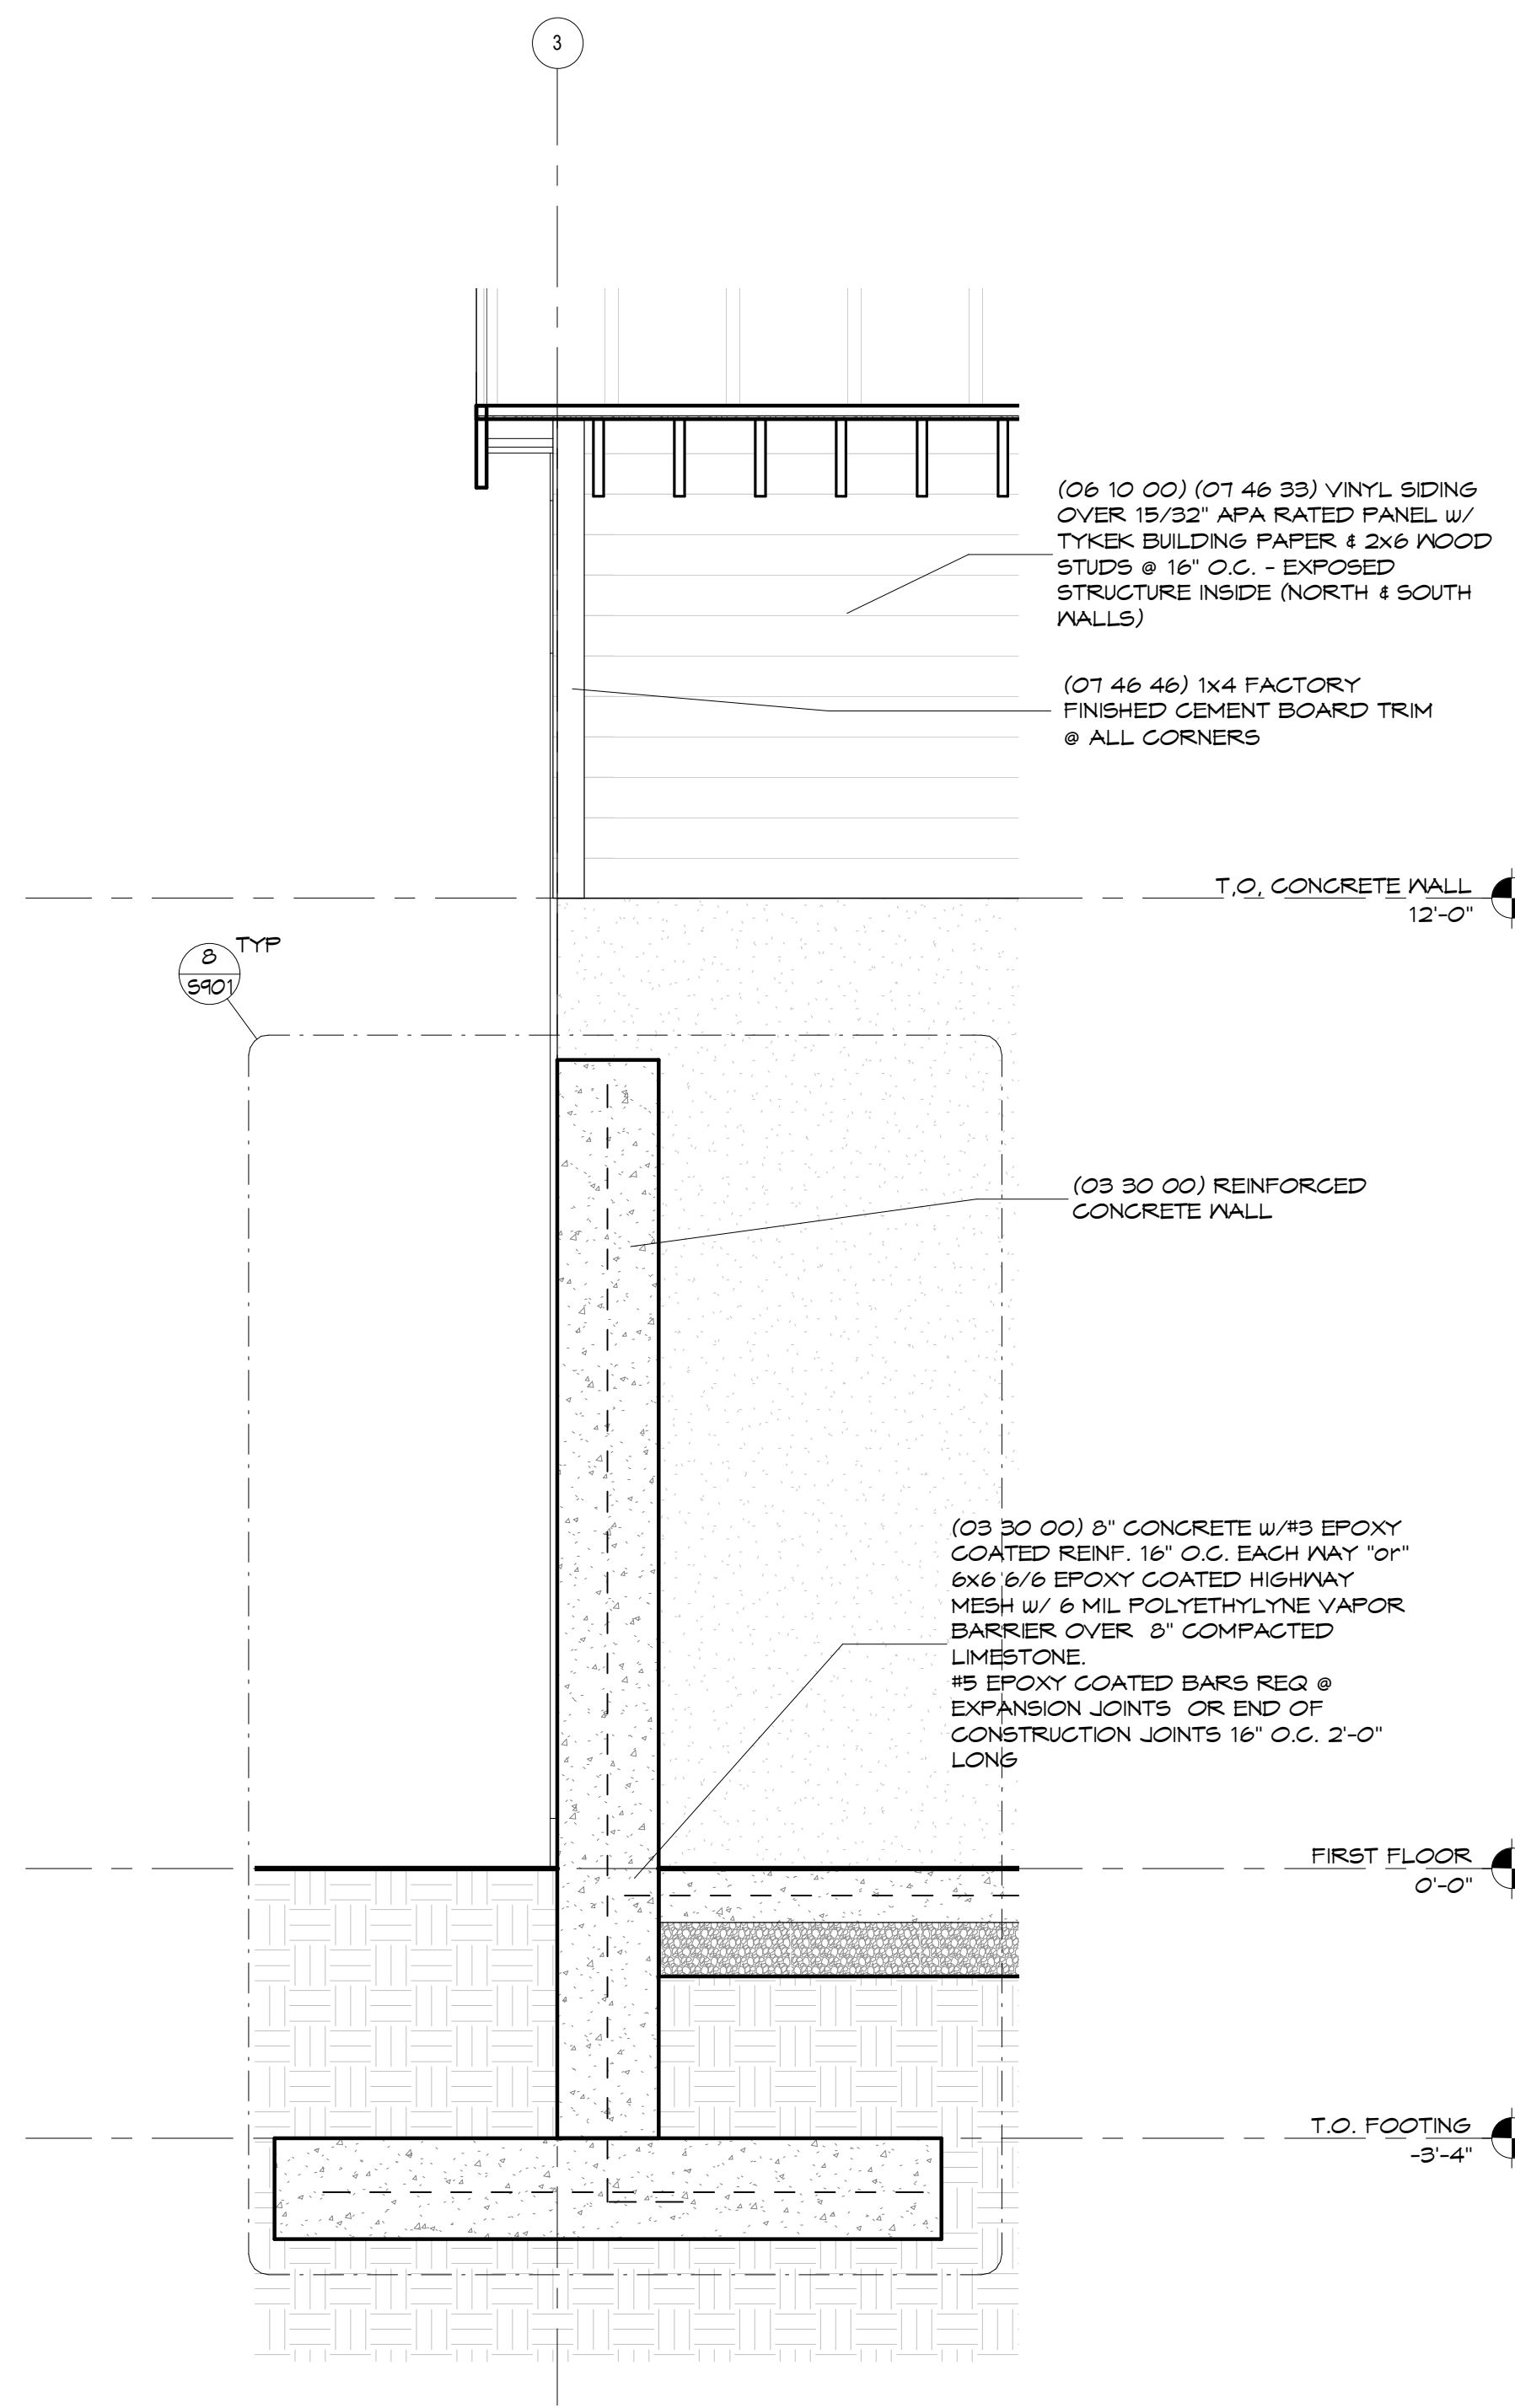 3
(06 10 00) (07 46 33) VINYL SIDING
OVER 15/32" APA RATED PANEL w/
TYKEK BUILDING PAPER & 2x6 WOOD
STUDS @ 16" O.C. - EXPOSED
STRUCTURE INSIDE (NORTH & SOUTH
WALLS)
(07 46 46) 1x4 FACTORY
FINISHED CEMENT BOARD TRIM
@ ALL CORNERS
T,O, CONCRETE WALL
12'-0"
8
S901
TYP
(03 30 00) REINFORCED
CONCRETE WALL
(03 30 00) 8" CONCRETE w/#3 EPOXY
COATED REINF. 16" O.C. EACH WAY "or"
6x6 6/6 EPOXY COATED HIGHWAY
MESH w/ 6 MIL POLYETHYLYNE VAPOR
BARRIER OVER 8" COMPACTED
LIMESTONE.
#5 EPOXY COATED BARS REQ @
EXPANSION JOINTS OR END OF
CONSTRUCTION JOINTS 16" O.C. 2'-0"
LONG
FIRST FLOOR
0'-0"
T.O. FOOTING
-3'-4"